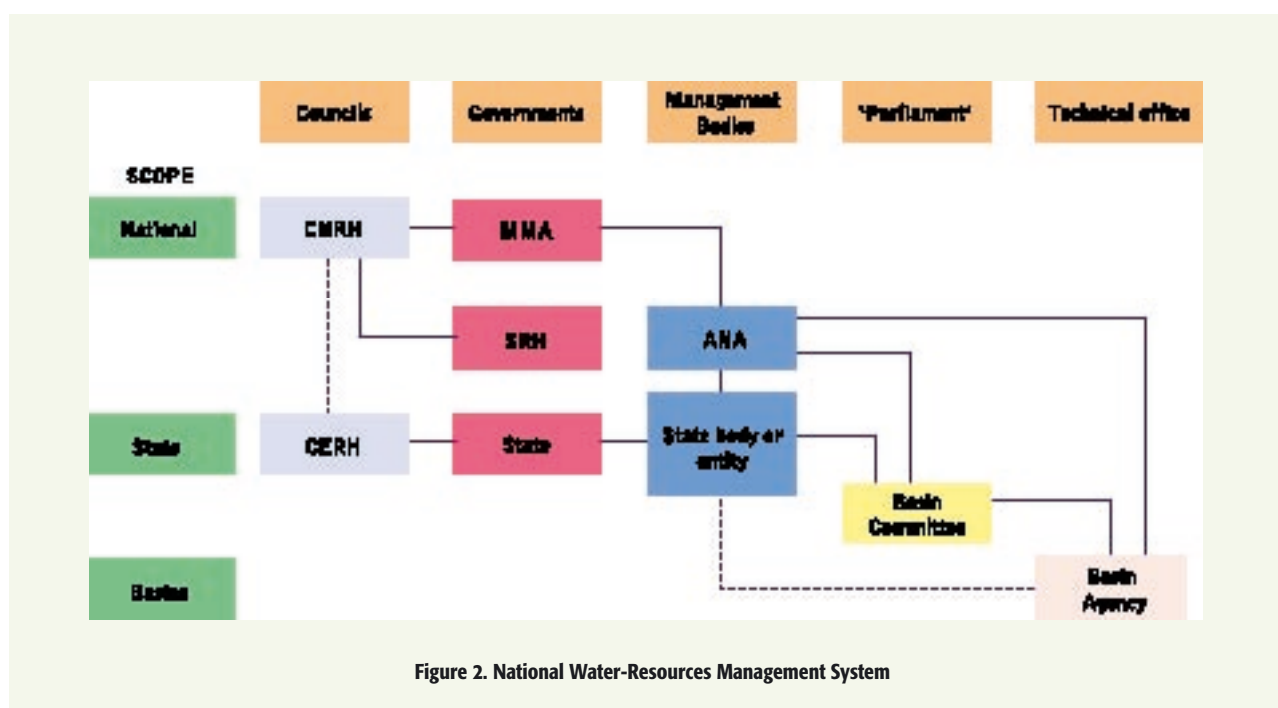 Councils
Governments
Management
Bodies
"Parliament"
Technical office
SCOPE
National
CNRH
MMA
SRH
ANA
State
CERH
State
State body or
entity
Basin
Committee
Basin
Agency
Figure 2. National Water-Resources Management System